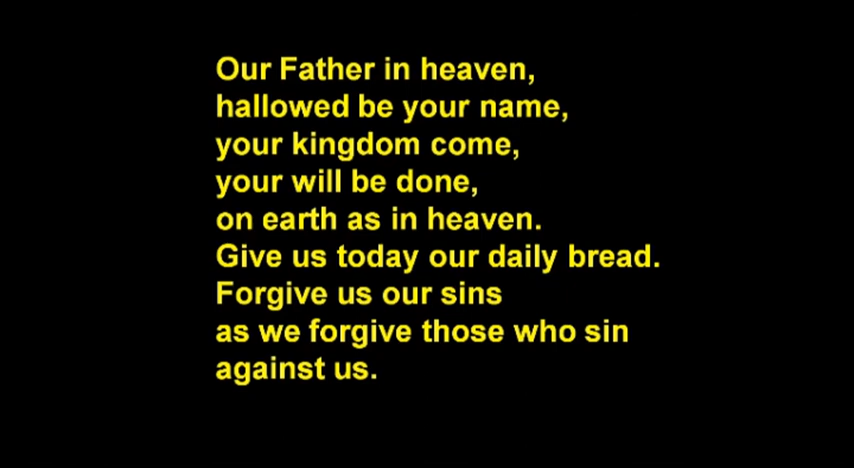 Our Father in heaven,
hallowed be your name,
your kingdom come,
your will be done,
on earth as in heaven.
Give us today our daily bread.
Forgive us our sins
as we forgive those who sin
against us.